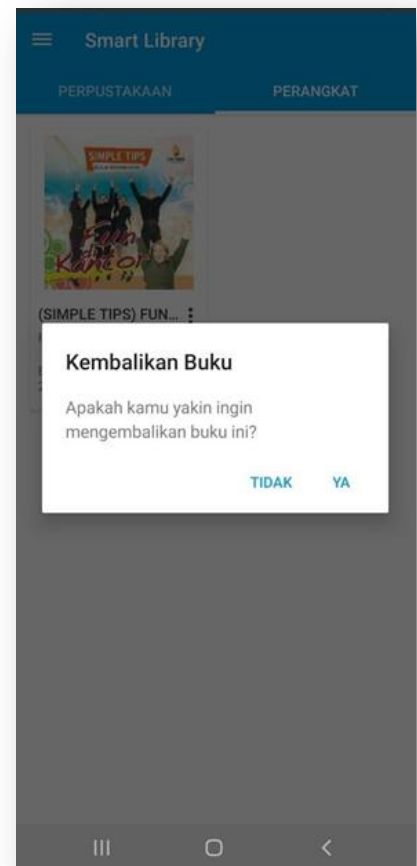 Smart Library
PERPUSTAKAAN PERANGKAT
SIMPLE TIPS
Fun
Kantor
(SIMPLE TIPS) FUN...
Kembalikan Buku
Apakah kamu yakin ingin
mengembalikan buku ini?
TIDAK YA